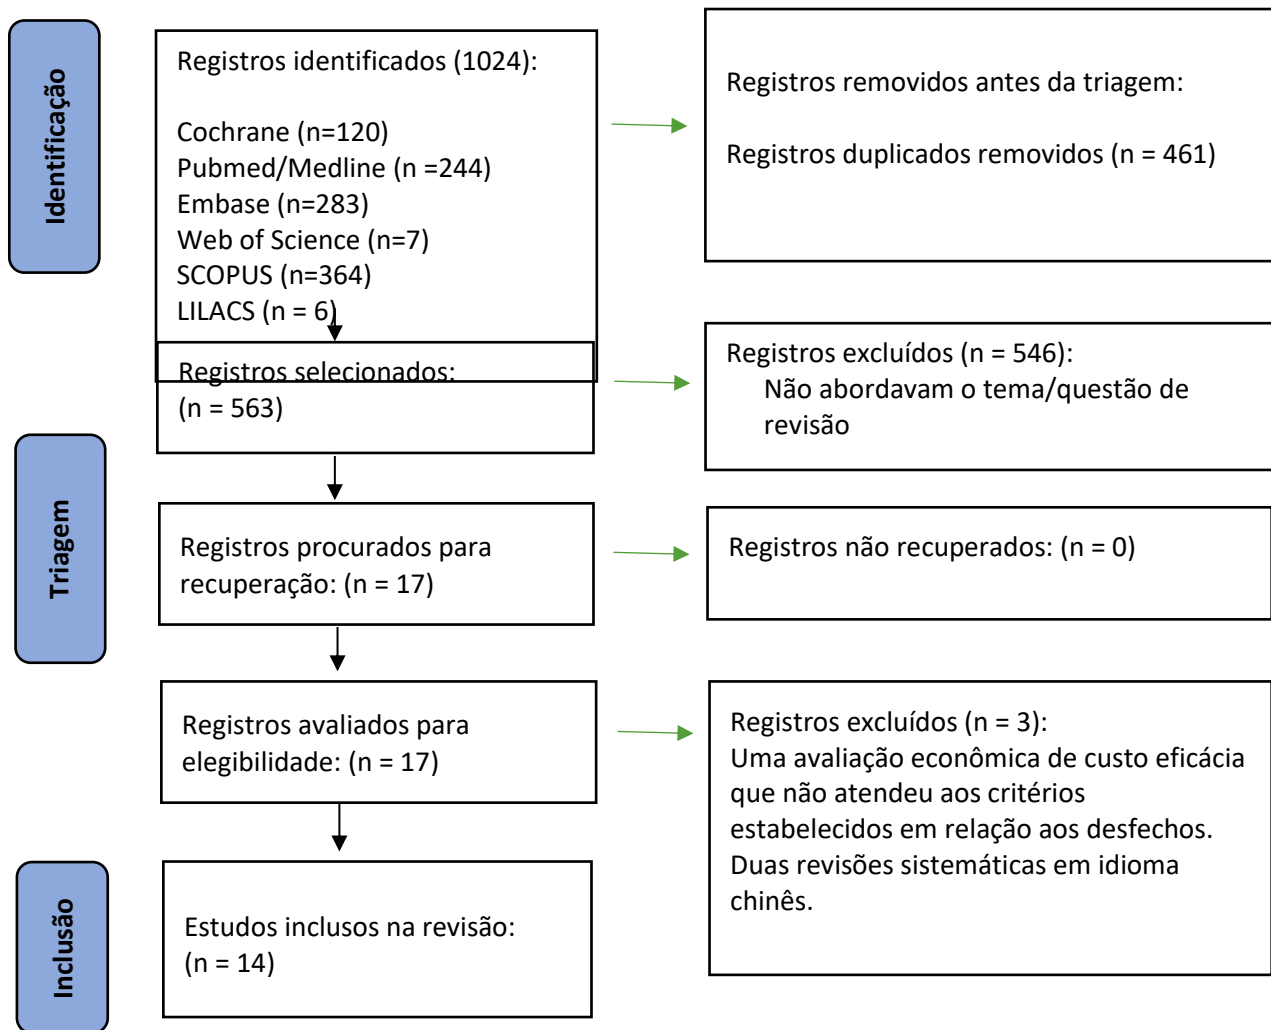 Identificação
Registros identificados (1024):
Cochrane (n=120)
Pubmed/Medline (n =244)
Embase (n=283)
Web of Science (n=7)
SCOPUS (n=364)
LILACS (n = 6)
Registros removidos antes da triagem:
Registros duplicados removidos (n = 461)
Triagem
Registros selecionados:
(n = 563)
Registros excluídos (n = 546):
Não abordavam o tema/questão de
revisão
Registros procurados para
recuperação: (n = 17)
Registros não recuperados: (n = 0)
Registros avaliados para
elegibilidade: (n = 17)
Registros excluídos (n = 3):
Uma avaliação econômica de custo eficácia
que não atendeu aos critérios
estabelecidos em relação aos desfechos.
Duas revisões sistemáticas em idioma
chinês.
Inclusão
Estudos inclusos na revisão:
(n = 14)